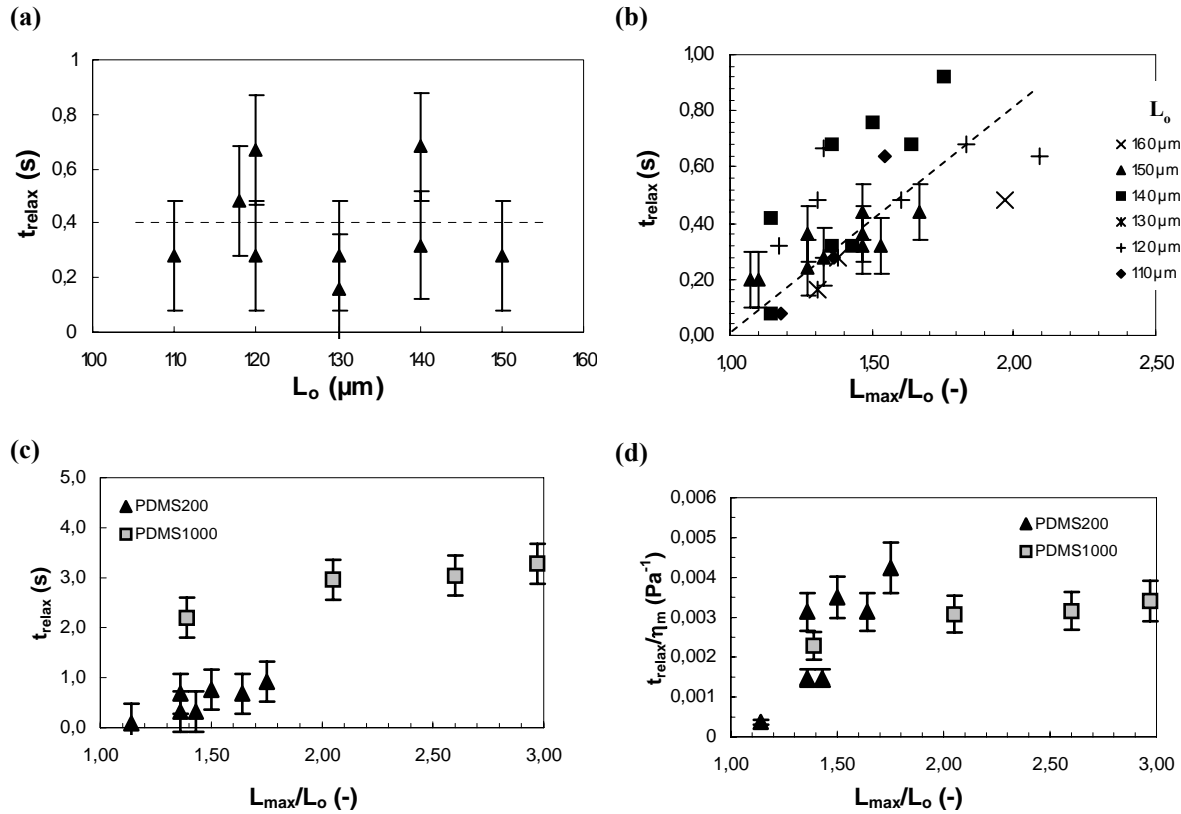 (a)
1
0,8
0,6
0,4
0,2
0
t_relax (s)
100 110 120 130 140 150 160
L_o (µm)
(b)
1,00
0,80
0,60
0,40
0,20
0,00
t_relax (s)
1,00 1,50 2,00 2,50
L_max/L_o (-)
L_o
160µm
150µm
140µm
130µm
120µm
110µm
(c)
5,0
4,0
3,0
2,0
1,0
0,0
t_relax (s)
PDMS200
PDMS1000
1,00 1,50 2,00 2,50 3,00
L_max/L_o (-)
(d)
0,006
0,005
0,004
0,003
0,002
0,001
0
t_relax/η_m (Pa⁻¹)
PDMS200
PDMS1000
1,00 1,50 2,00 2,50 3,00
L_max/L_o (-)